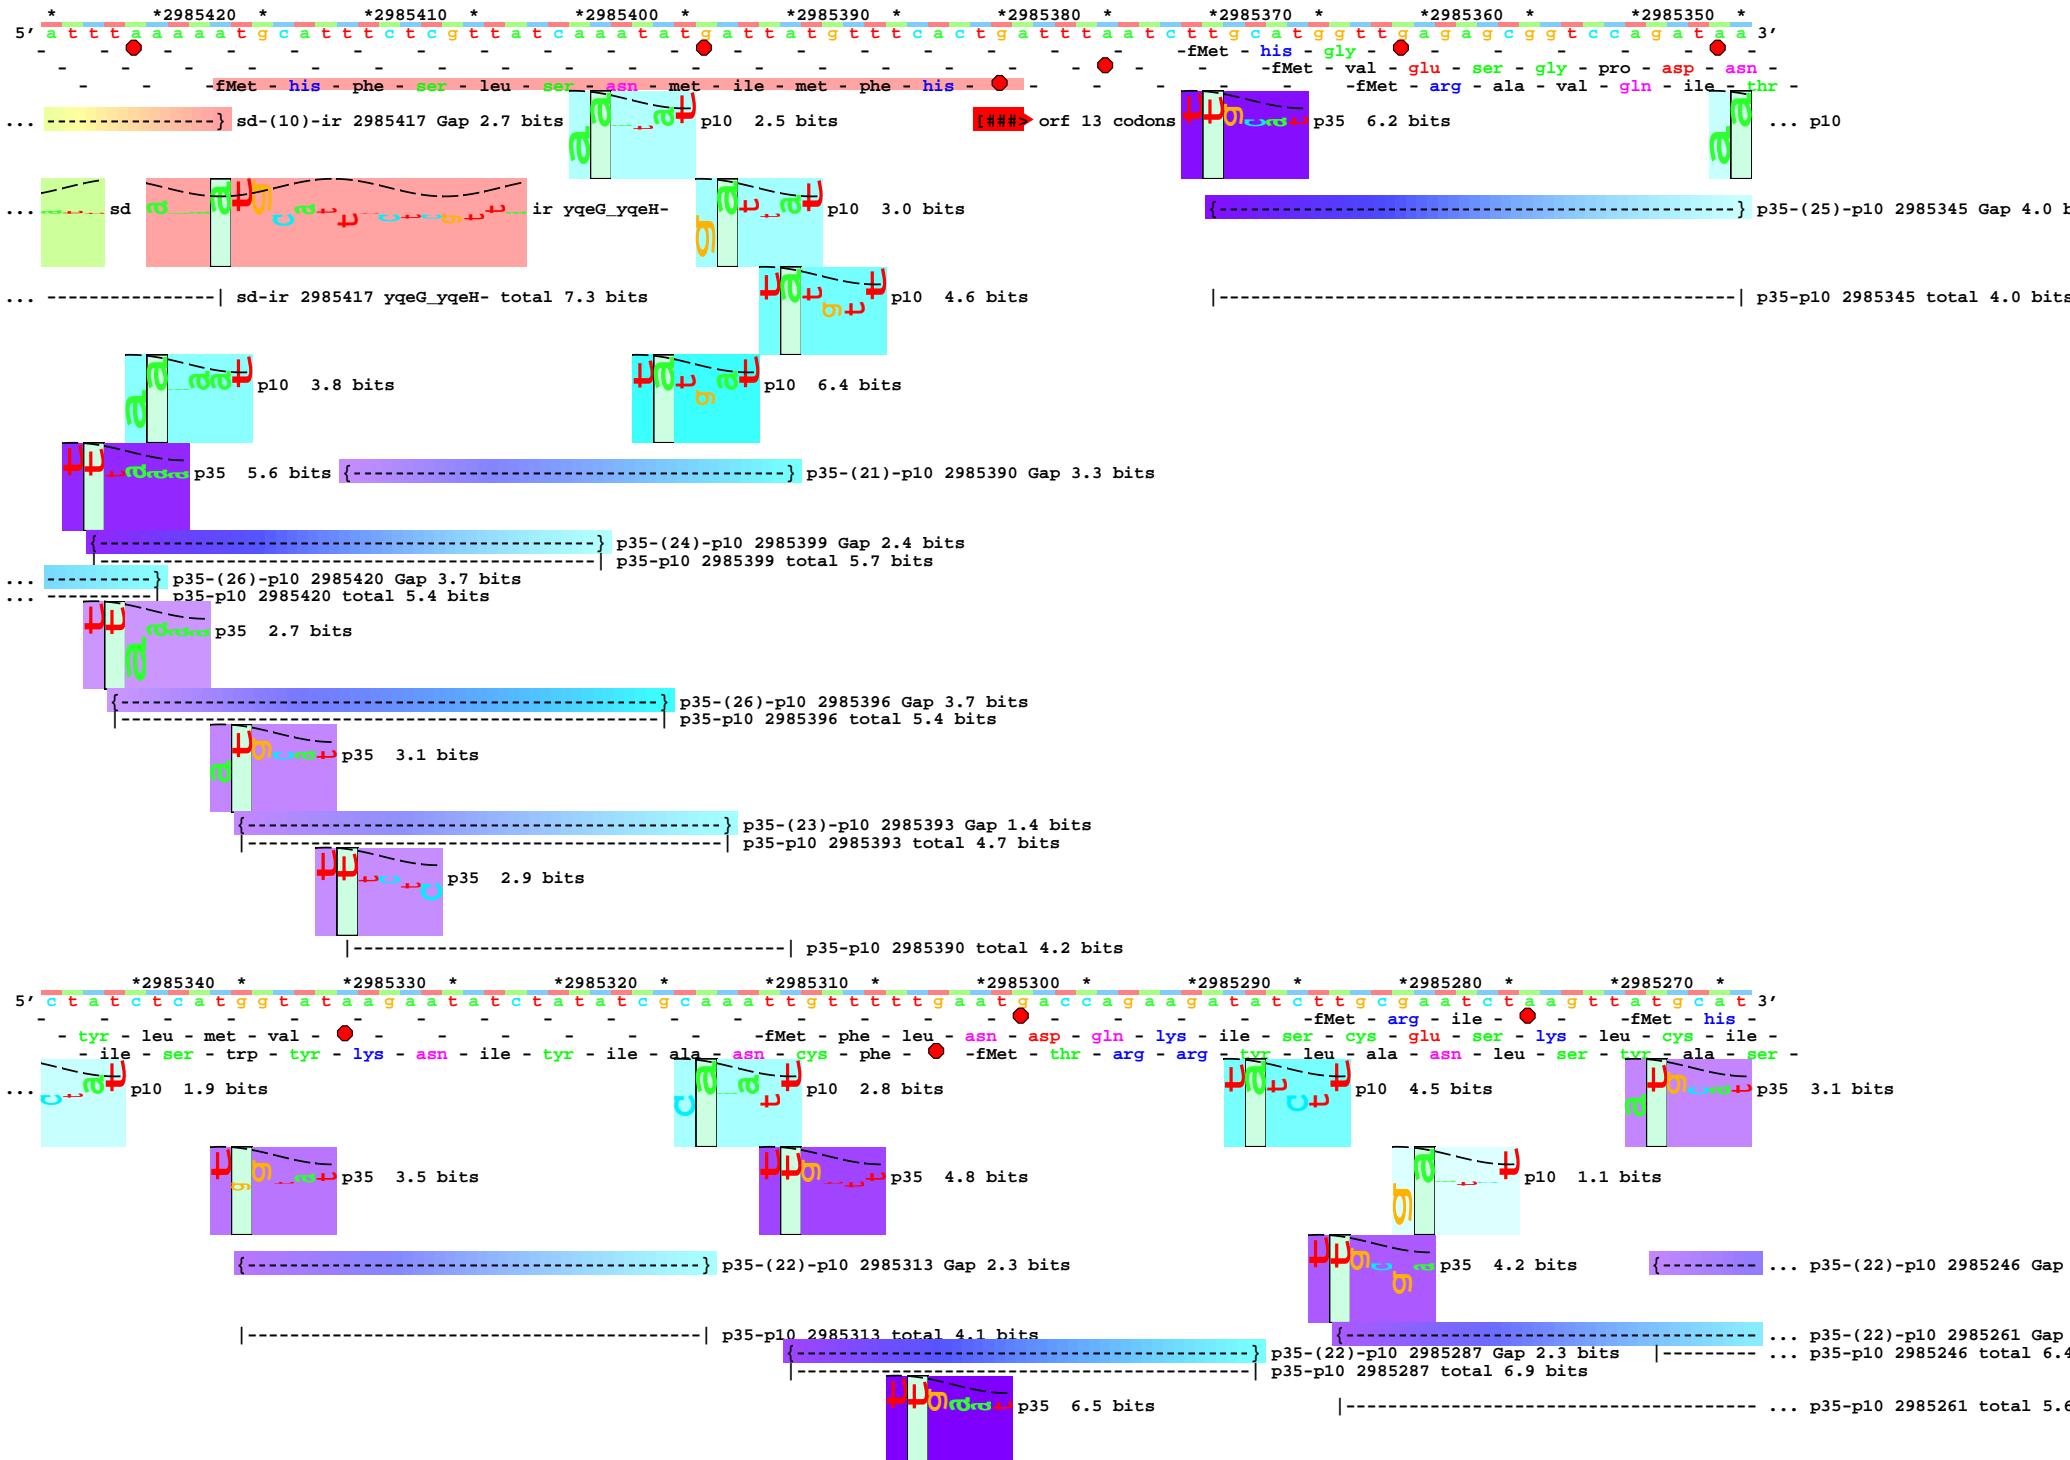 * *2985420 * *2985410 * *2985400 * *2985390 * *2985380 * *2985370 * *2985360 * *2985350 *
5' a t t t a a a a a t g c a t t t c t c g t t a t c a a a t a t g a t t a t g t t t c a c t g a t t t a a t c t t g c a t g g t t g a g a g c g g t c c a g a t a a 3'
-fMet - his - gly -
-fMet - val - glu - ser - gly - pro - asp - asn -
-fMet - his - phe - ser - leu - ser - asn - met - ile - met - phe - his - -fMet - arg - ala - val - gln - ile - thr -
... -----------------} sd-(10)-ir 2985417 Gap 2.7 bits p10 2.5 bits [###> orf 13 codons p35 6.2 bits ... p10
... sd ir yqeG_yqeH- p10 3.0 bits {-------------------------------------------------} p35-(25)-p10 2985345 Gap 4.0 b
... ----------------| sd-ir 2985417 yqeG_yqeH- total 7.3 bits p10 4.6 bits |-------------------------------------------------| p35-p10 2985345 total 4.0 bits
p10 3.8 bits p10 6.4 bits
p35 5.6 bits {-----------------------------------------} p35-(21)-p10 2985390 Gap 3.3 bits
{-----------------------------------------------} p35-(24)-p10 2985399 Gap 2.4 bits
|-----------------------------------------------| p35-p10 2985399 total 5.7 bits
... ----------} p35-(26)-p10 2985420 Gap 3.7 bits
... ----------| p35-p10 2985420 total 5.4 bits
p35 2.7 bits
{---------------------------------------------------} p35-(26)-p10 2985396 Gap 3.7 bits
|---------------------------------------------------| p35-p10 2985396 total 5.4 bits
p35 3.1 bits
{---------------------------------------------} p35-(23)-p10 2985393 Gap 1.4 bits
|---------------------------------------------| p35-p10 2985393 total 4.7 bits
p35 2.9 bits
|-----------------------------------------| p35-p10 2985390 total 4.2 bits
*2985340 * *2985330 * *2985320 * *2985310 * *2985300 * *2985290 * *2985280 * *2985270 *
5' c t a t c t c a t g g t a t a a g a a t a t c t a t a t c g c a a a t t g t t t t t g a a t g a c c a g a a g a t a t c t t g c g a a t c t a a g t t a t g c a t 3'
-fMet - arg - ile - -fMet - his -
- tyr - leu - met - val - -fMet - phe - leu - asn - asp - gln - lys - ile - ser - cys - glu - ser - lys - leu - cys - ile -
- ile - ser - trp - tyr - lys - asn - ile - tyr - ile - ala - asn - cys - phe - -fMet - thr - arg - arg - tyr - leu - ala - asn - leu - ser - tyr - ala - ser -
... p10 1.9 bits p10 2.8 bits p10 4.5 bits p35 3.1 bits
p35 3.5 bits p35 4.8 bits p10 1.1 bits
{-------------------------------------------} p35-(22)-p10 2985313 Gap 2.3 bits p35 4.2 bits {--------- ... p35-(22)-p10 2985246 Gap
|-------------------------------------------| p35-p10 2985313 total 4.1 bits {--------------------------------------- ... p35-(22)-p10 2985261 Gap
{-------------------------------------------} p35-(22)-p10 2985287 Gap 2.3 bits |--------- ... p35-p10 2985246 total 6.4
|-------------------------------------------| p35-p10 2985287 total 6.9 bits
p35 6.5 bits |--------------------------------------- ... p35-p10 2985261 total 5.6